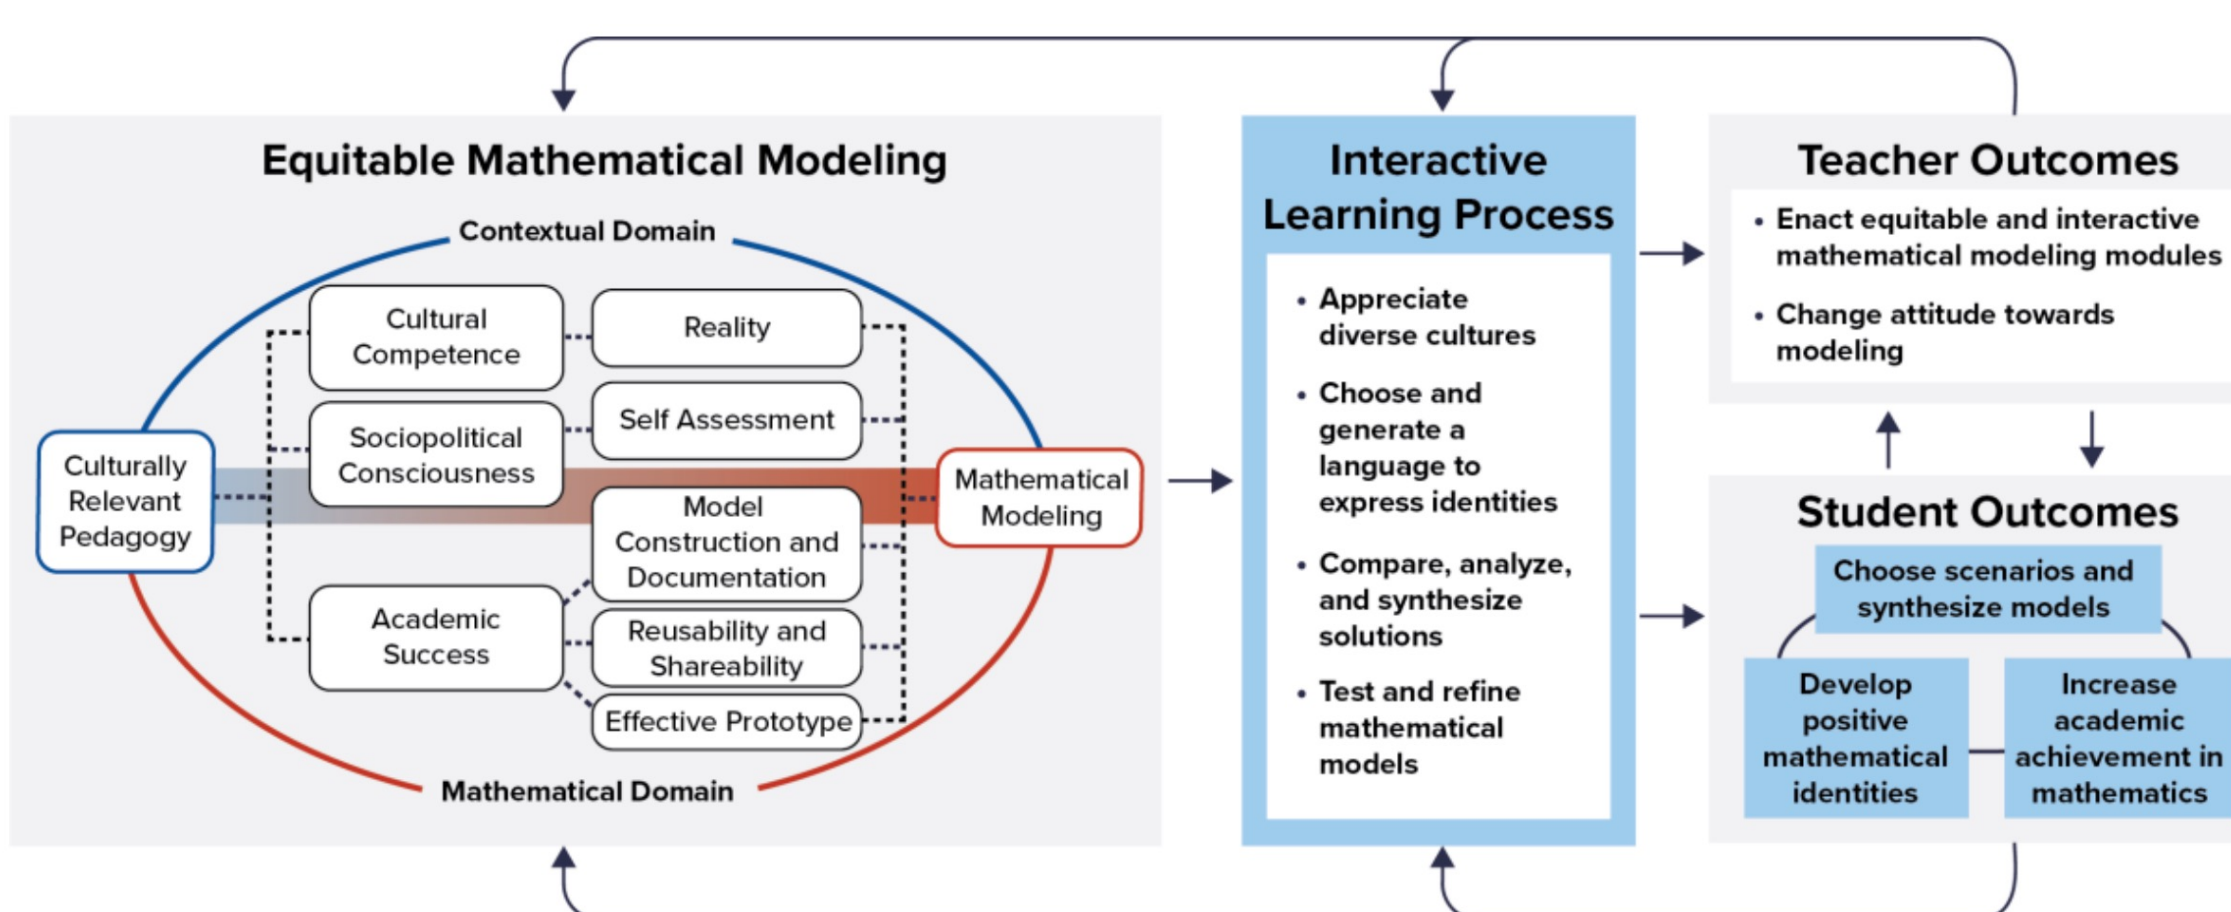 Equitable Mathematical Modeling
Contextual Domain
Cultural
Competence
Reality
Sociopolitical
Consciousness
Self Assessment
Culturally
Relevant
Pedagogy
Mathematical
Modeling
Model
Construction and
Documentation
Academic
Success
Reusability and
Shareability
Effective Prototype
Mathematical Domain
Interactive
Learning Process
• Appreciate
diverse cultures
• Choose and
generate a
language to
express identities
• Compare, analyze,
and synthesize
solutions
• Test and refine
mathematical
models
Teacher Outcomes
• Enact equitable and interactive
mathematical modeling modules
• Change attitude towards
modeling
Student Outcomes
Choose scenarios and
synthesize models
Develop
positive
mathematical
identities
Increase
academic
achievement in
mathematics